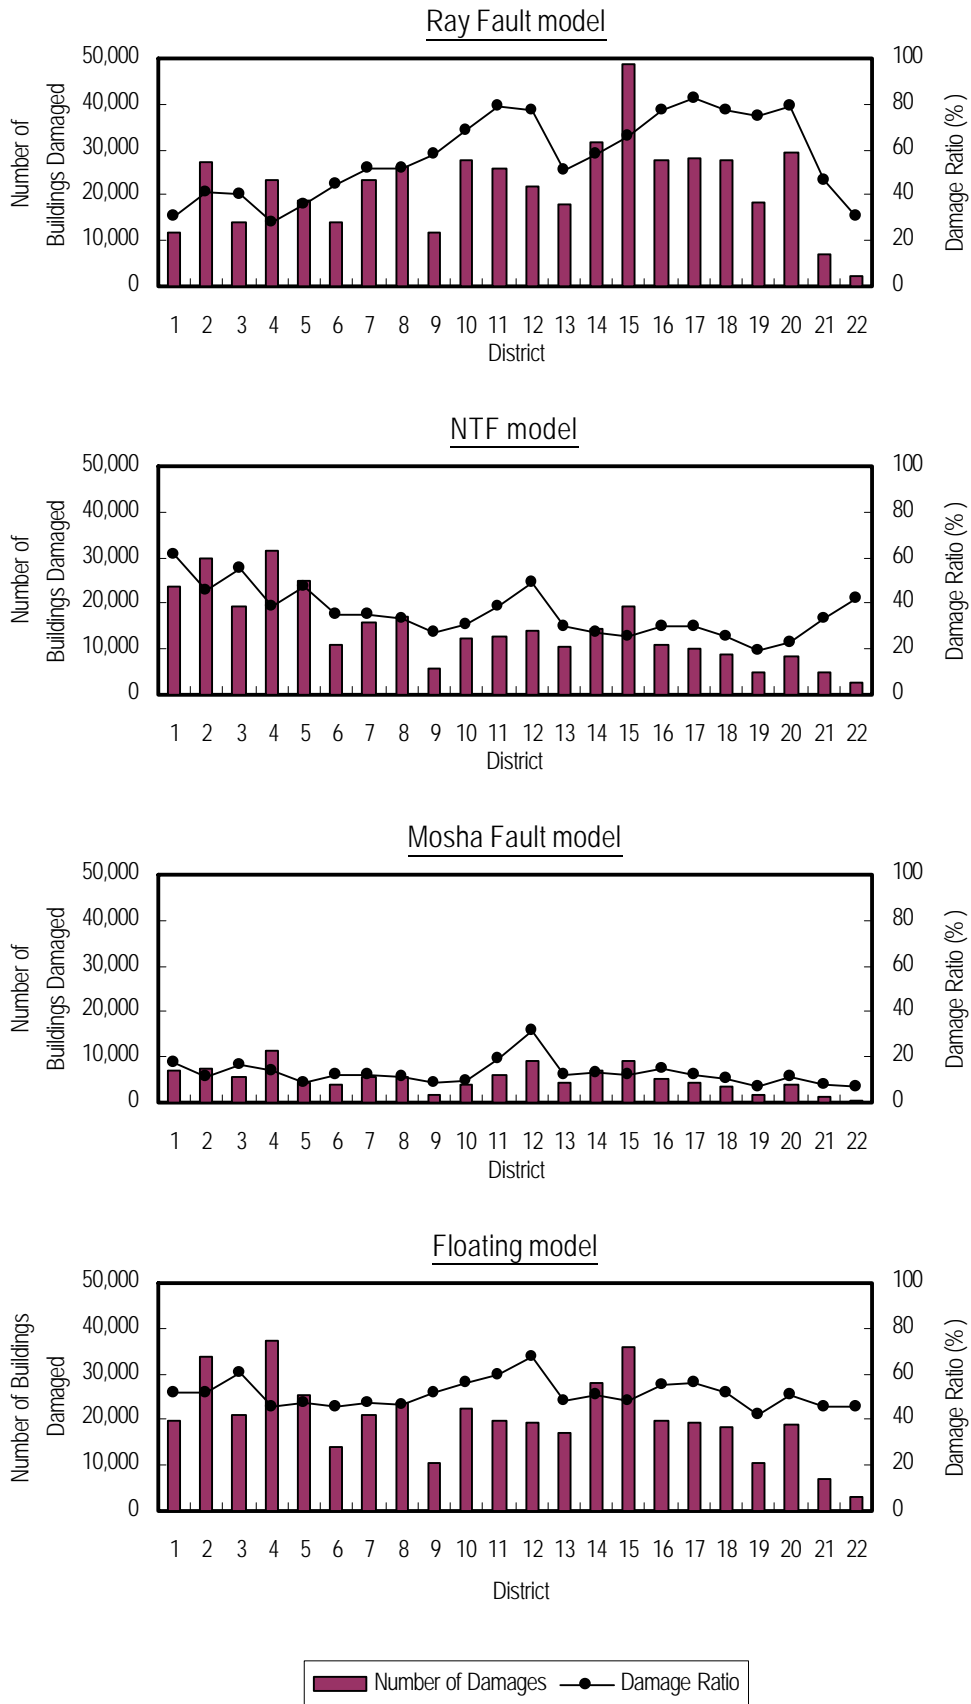 Ray Fault model
Number of
Buildings Damaged
50,000
40,000
30,000
20,000
10,000
0
100
80
60
40
20
0
Damage Ratio (%)
1 2 3 4 5 6 7 8 9 10 11 12 13 14 15 16 17 18 19 20 21 22
District
NTF model
Number of
Buildings Damaged
50,000
40,000
30,000
20,000
10,000
0
100
80
60
40
20
0
Damage Ratio (%)
1 2 3 4 5 6 7 8 9 10 11 12 13 14 15 16 17 18 19 20 21 22
District
Mosha Fault model
Number of
Buildings Damaged
50,000
40,000
30,000
20,000
10,000
0
100
80
60
40
20
0
Damage Ratio (%)
1 2 3 4 5 6 7 8 9 10 11 12 13 14 15 16 17 18 19 20 21 22
District
Floating model
Number of Buildings
Damaged
50,000
40,000
30,000
20,000
10,000
0
100
80
60
40
20
0
Damage Ratio (%)
1 2 3 4 5 6 7 8 9 10 11 12 13 14 15 16 17 18 19 20 21 22
District
Number of Damages
Damage Ratio